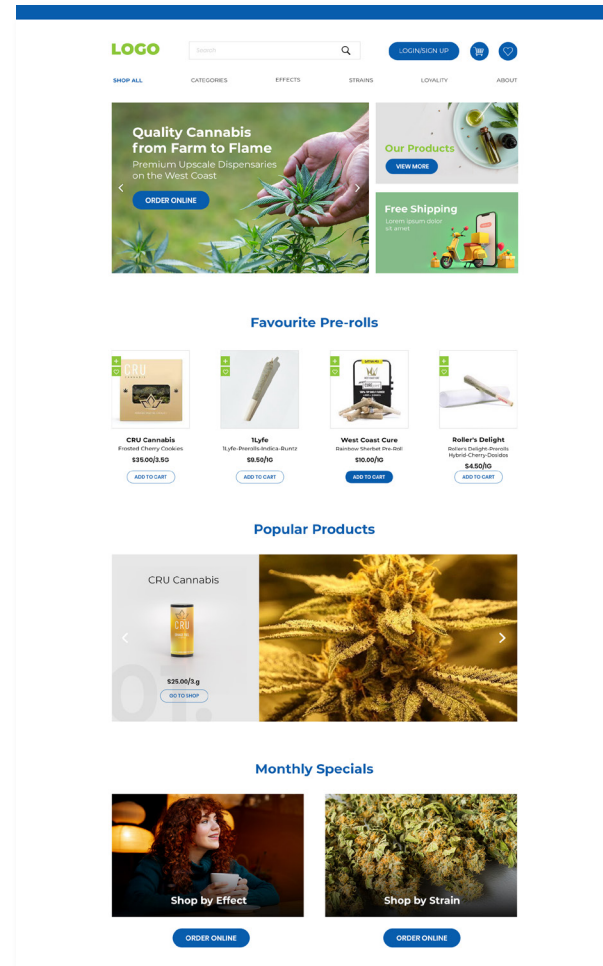 LOGO
Search
LOGIN/SIGN UP
SHOP ALL
CATEGORIES
EFFECTS
STRAINS
LOYALITY
ABOUT
Quality Cannabis
from Farm to Flame
Premium Upscale Dispensaries
on the West Coast
ORDER ONLINE
Our Products
VIEW MORE
Free Shipping
Lorem ipsum dolor
sit amet
Favourite Pre-rolls
CRU
CANNABIS
CRU Cannabis
Frosted Cherry Cookies
$35.00/3.5G
ADD TO CART
1Lyfe
1Lyfe-Prerolls-Indica-Runtz
$9.50/1G
ADD TO CART
West Coast Cure
Rainbow Sherbet Pre-Roll
$10.00/1G
ADD TO CART
Roller's Delight
Roller's Delight-Prerolls
Hybrid-Cherry-Dosidos
$4.50/1G
ADD TO CART
Popular Products
CRU Cannabis
CRU
01.
$25.00/3.g
GO TO SHOP
Monthly Specials
Shop by Effect
ORDER ONLINE
Shop by Strain
ORDER ONLINE